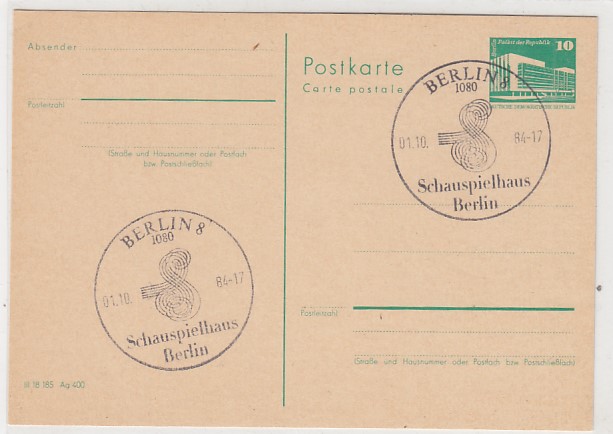 Absender
Postleitzahl
(Straße und Hausnummer oder Postfach
bzw. Postschließfach)
Postkarte
Carte postale
Berlin
Palast der Republik
10
DEUTSCHE DEMOKRATISCHE REPUBLIK
BERLIN 8
1080
01.10. 84-17
Schauspielhaus
Berlin
BERLIN 8
1080
01.10. 84-17
Schauspielhaus
Berlin
Postleitzahl
(Straße und Hausnummer oder Postfach bzw. Postschließfach)
III 18 185 Ag 400